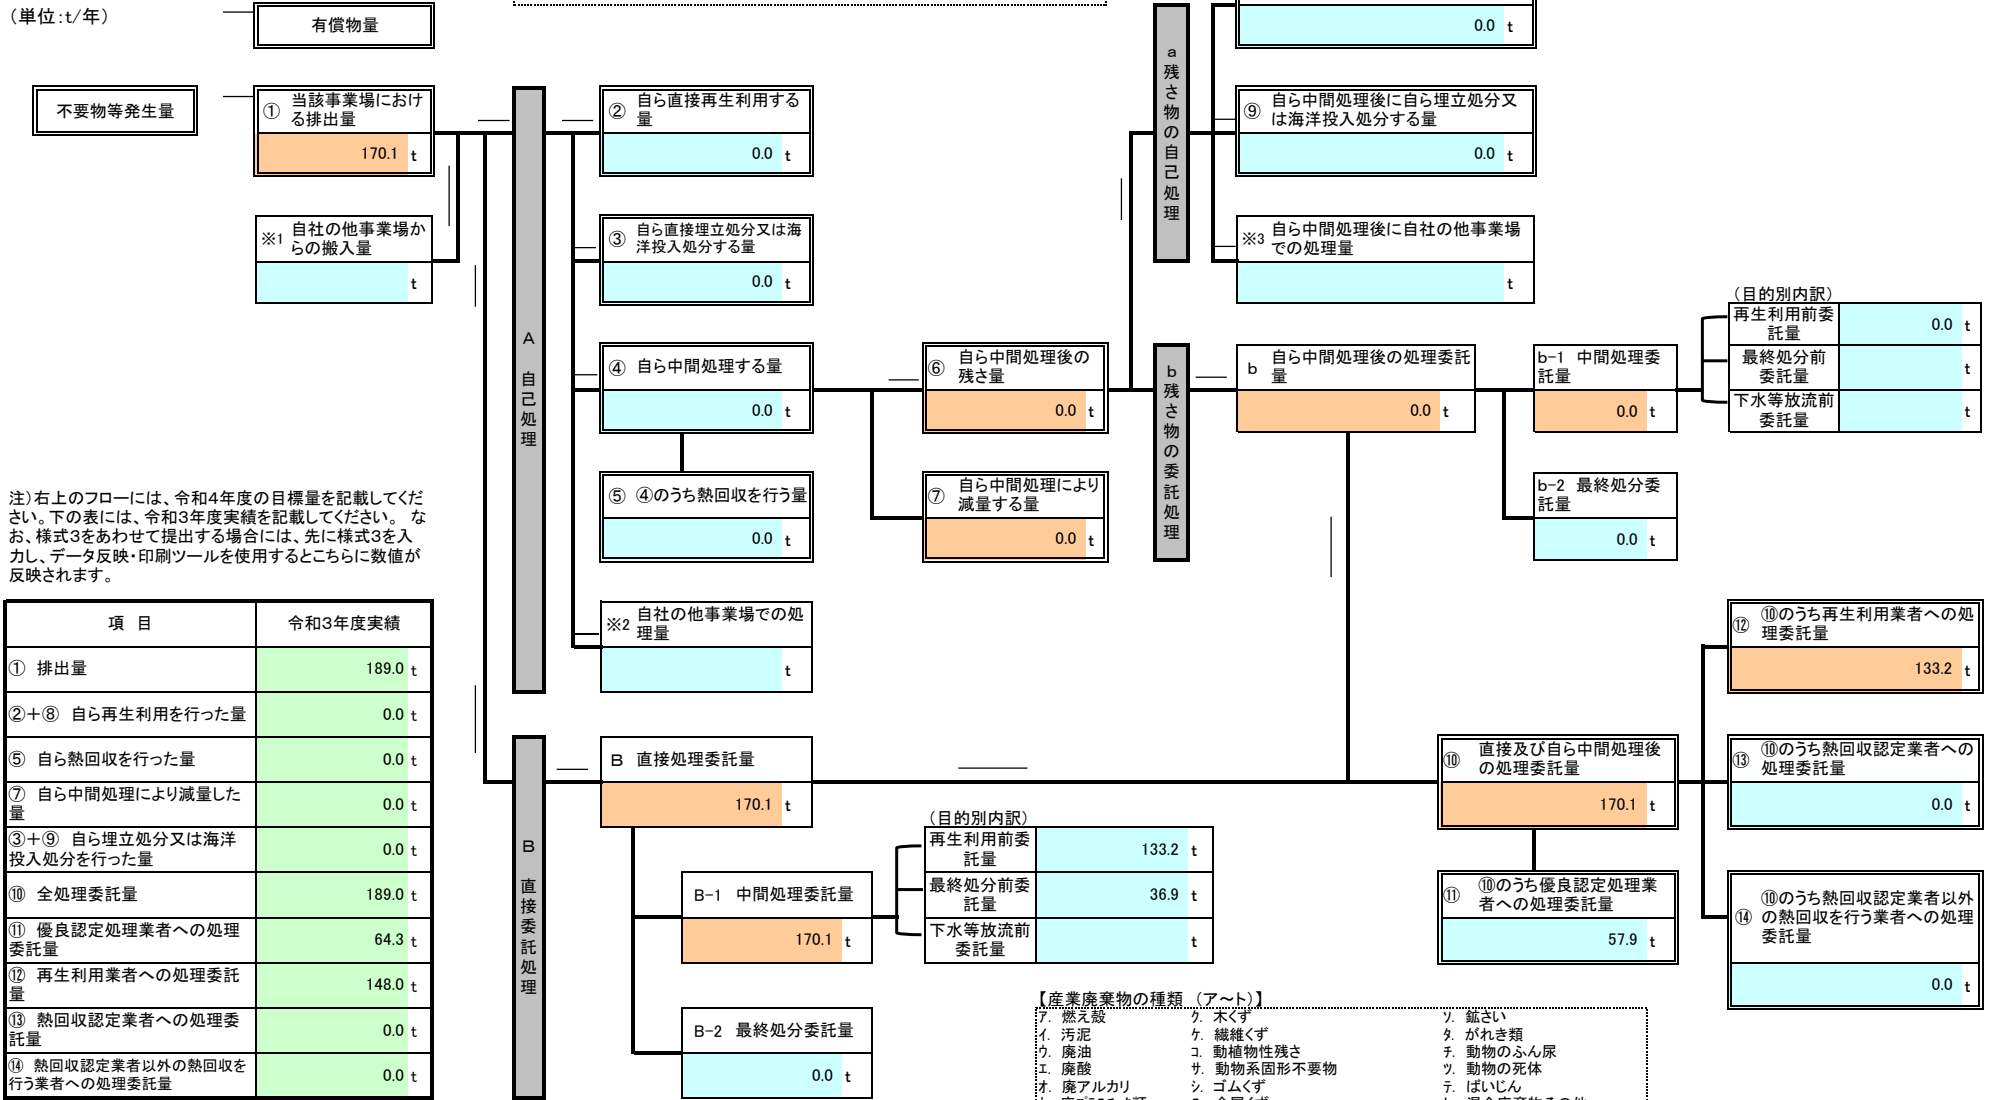 （単位:t/年）
有償物量
0.0 t
不要物等発生量
① 当該事業場におけ
る排出量
170.1 t
※1 自社の他事業場か
らの搬入量
t
A 自己処理
② 自ら直接再生利用する
量
0.0 t
③ 自ら直接埋立処分又は海
洋投入処分する量
0.0 t
④ 自ら中間処理する量
0.0 t
⑤ ④のうち熱回収を行う量
0.0 t
※2 自社の他事業場での処
理量
t
⑥ 自ら中間処理後の
残さ量
0.0 t
⑦ 自ら中間処理により
減量する量
0.0 t
a 残さ物の自己処理
⑨ 自ら中間処理後に自ら埋立処分又
は海洋投入処分する量
0.0 t
※3 自ら中間処理後に自社の他事業場
での処理量
t
b 残さ物の委託処理
b 自ら中間処理後の処理委託
量
0.0 t
b-1 中間処理委
託量
0.0 t
b-2 最終処分委
託量
0.0 t
（目的別内訳）
再生利用前委
託量
0.0 t
最終処分前
委託量
t
下水等放流前
委託量
t
注）右上のフローには、令和4年度の目標量を記載してくだ
さい。下の表には、令和3年度実績を記載してください。 な
お、様式3をあわせて提出する場合には、先に様式3を入
力し、データ反映・印刷ツールを使用するとこちらに数値が
反映されます。
項 目 令和3年度実績
① 排出量 189.0 t
②＋⑧ 自ら再生利用を行った量 0.0 t
⑤ 自ら熱回収を行った量 0.0 t
⑦ 自ら中間処理により減量した
量 0.0 t
③＋⑨ 自ら埋立処分又は海洋
投入処分を行った量 0.0 t
⑩ 全処理委託量 189.0 t
⑪ 優良認定処理業者への処理
委託量 64.3 t
⑫ 再生利用業者への処理委託
量 148.0 t
⑬ 熱回収認定業者への処理委
託量 0.0 t
⑭ 熱回収認定業者以外の熱回収を
行う業者への処理委託量 0.0 t
B 直接委託処理
B 直接処理委託量
170.1 t
B-1 中間処理委託量
170.1 t
B-2 最終処分委託量
0.0 t
（目的別内訳）
再生利用前委
託量
133.2 t
最終処分前委
託量
36.9 t
下水等放流前
委託量
t
⑩ 直接及び自ら中間処理後
の処理委託量
170.1 t
⑪ ⑩のうち優良認定処理業
者への処理委託量
57.9 t
⑫ ⑩のうち再生利用業者への処
理委託量
133.2 t
⑬ ⑩のうち熱回収認定業者への
処理委託量
0.0 t
⑭ ⑩のうち熱回収認定業者以外
の熱回収を行う業者への処理
委託量
0.0 t
【産業廃棄物の種類 （ア～ト）】
ア. 燃え殻 ク. 木くず ソ. 鉱さい
イ. 汚泥 ケ. 繊維くず タ. がれき類
ウ. 廃油 コ. 動植物性残さ チ. 動物のふん尿
エ. 廃酸 サ. 動物系固形不要物 ツ. 動物の死体
オ. 廃アルカリ シ. ゴムくず テ. ばいじん